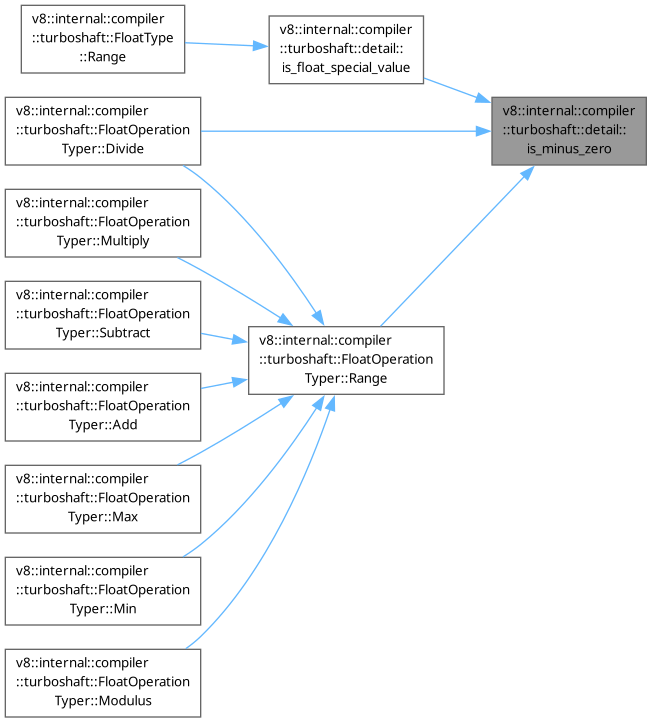 v8::internal::compiler
::turboshaft::FloatType
::Range
v8::internal::compiler
::turboshaft::detail::
is_float_special_value
v8::internal::compiler
::turboshaft::detail::
is_minus_zero
v8::internal::compiler
::turboshaft::FloatOperation
Typer::Divide
v8::internal::compiler
::turboshaft::FloatOperation
Typer::Multiply
v8::internal::compiler
::turboshaft::FloatOperation
Typer::Subtract
v8::internal::compiler
::turboshaft::FloatOperation
Typer::Range
v8::internal::compiler
::turboshaft::FloatOperation
Typer::Add
v8::internal::compiler
::turboshaft::FloatOperation
Typer::Max
v8::internal::compiler
::turboshaft::FloatOperation
Typer::Min
v8::internal::compiler
::turboshaft::FloatOperation
Typer::Modulus